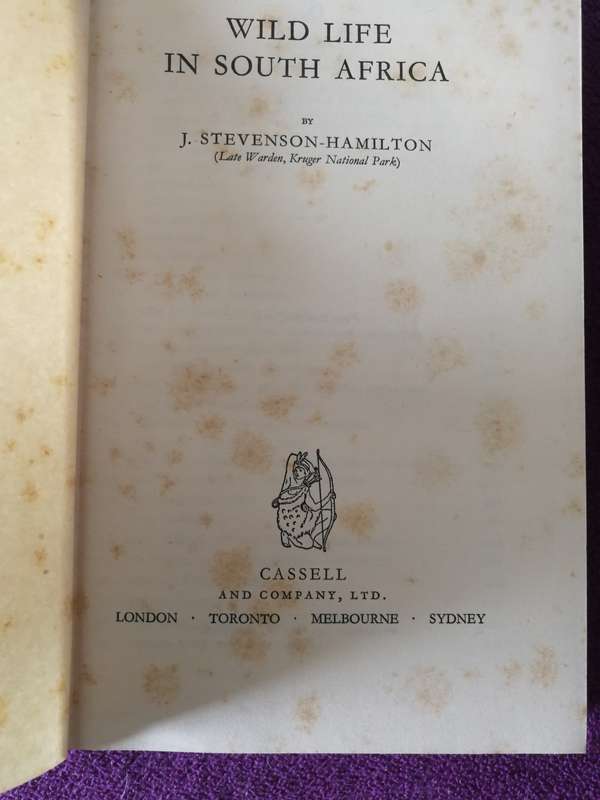 WILD LIFE
IN SOUTH AFRICA
BY
J. STEVENSON-HAMILTON
(Late Warden, Kruger National Park)
CASSELL
AND COMPANY, LTD.
LONDON · TORONTO · MELBOURNE · SYDNEY